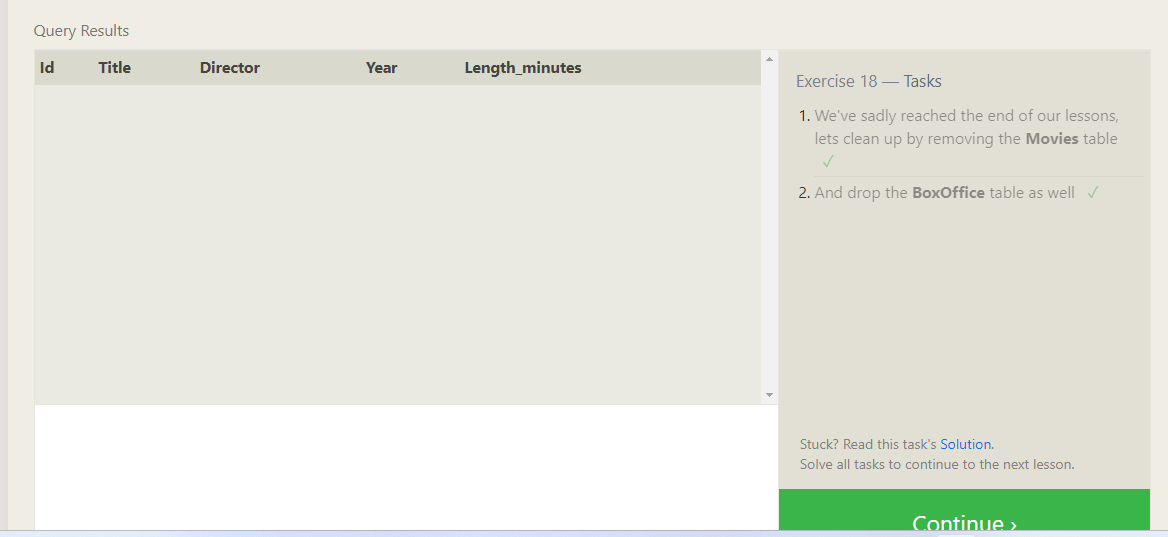 Query Results
Id Title Director Year Length_minutes
Exercise 18 — Tasks
1. We've sadly reached the end of our lessons,
lets clean up by removing the Movies table
✓
2. And drop the BoxOffice table as well ✓
Stuck? Read this task's Solution.
Solve all tasks to continue to the next lesson.
Continue ›